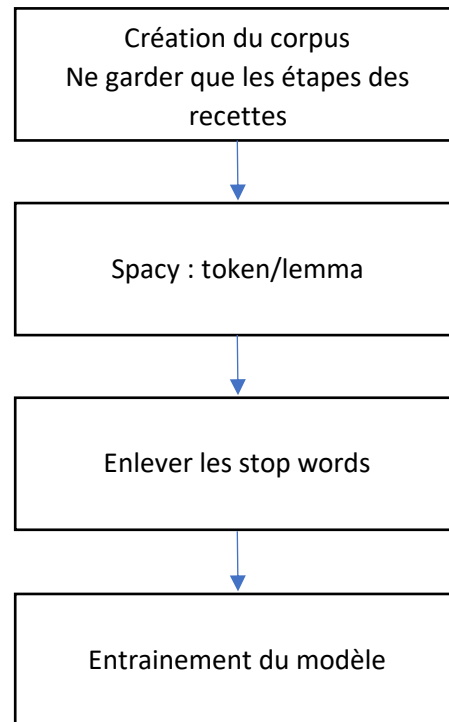 Création du corpus
Ne garder que les étapes des
recettes
Spacy : token/lemma
Enlever les stop words
Entrainement du modèle